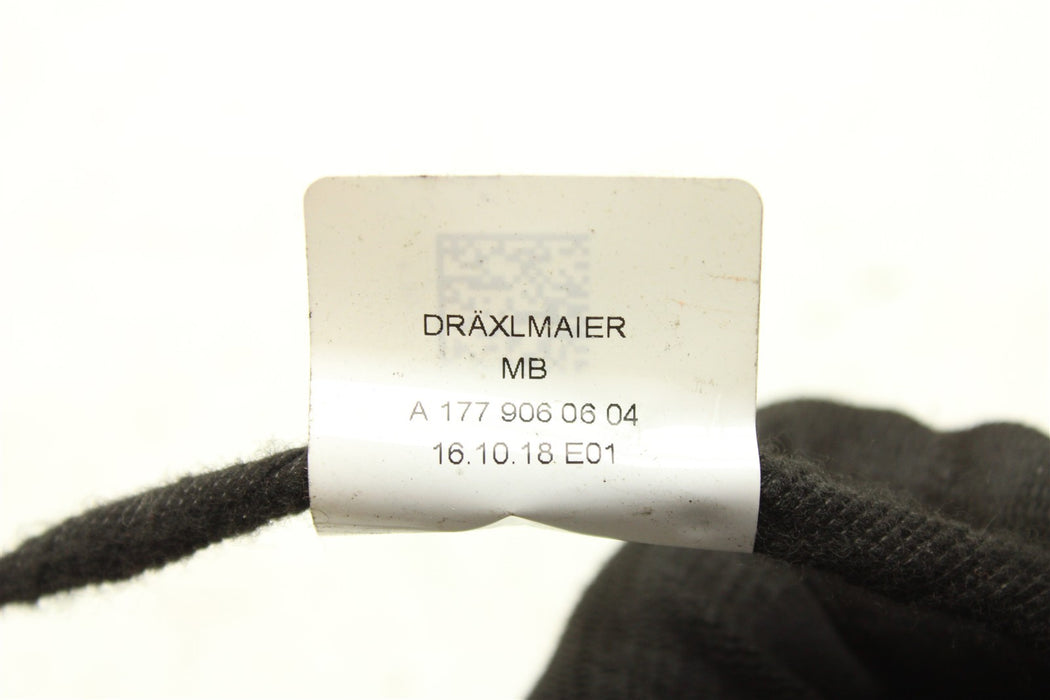 DRÄXLMAIER
MB
A 177 906 06 04
16.10.18 E01